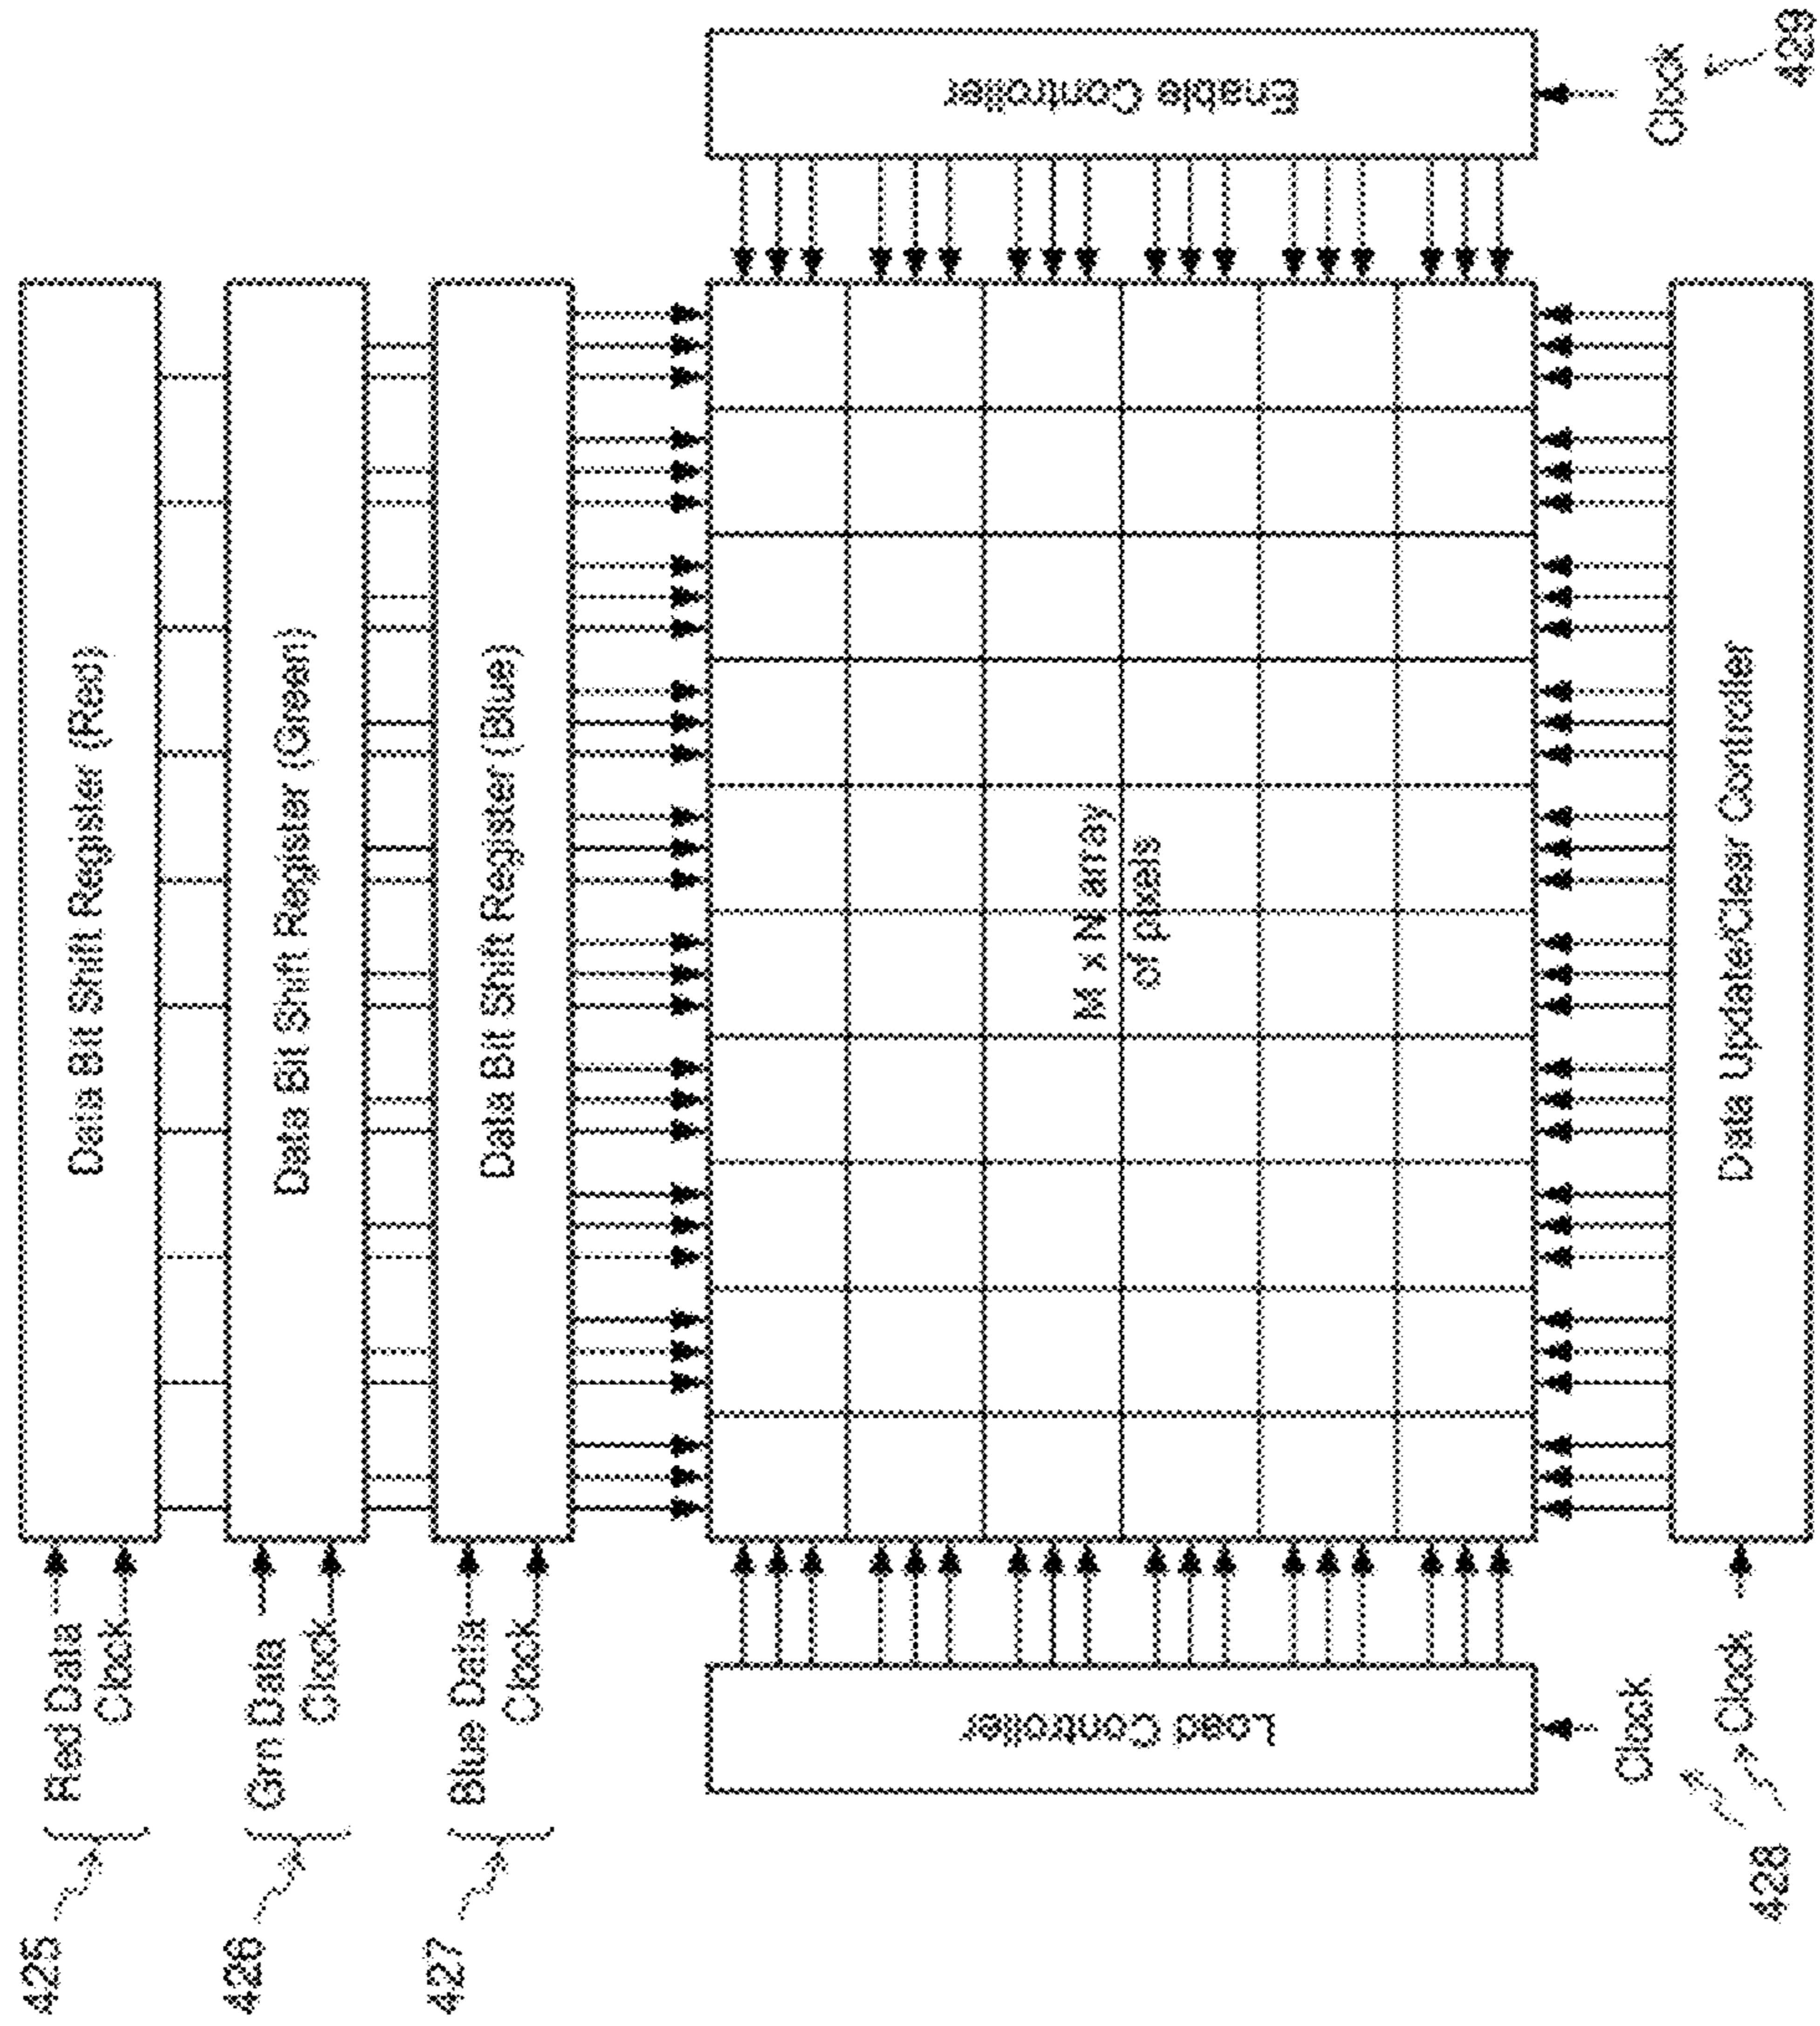 425
Red Data
Clock
Data Bit Shift Register (Red)
426
Grn Data
Clock
Data Bit Shift Register (Green)
427
Blue Data
Clock
Data Bit Shift Register (Blue)
Load Controller
M x N array
of pixels
Enable Controller
Clock
Clock
429
428
Clock
Data Update/Clear Controller